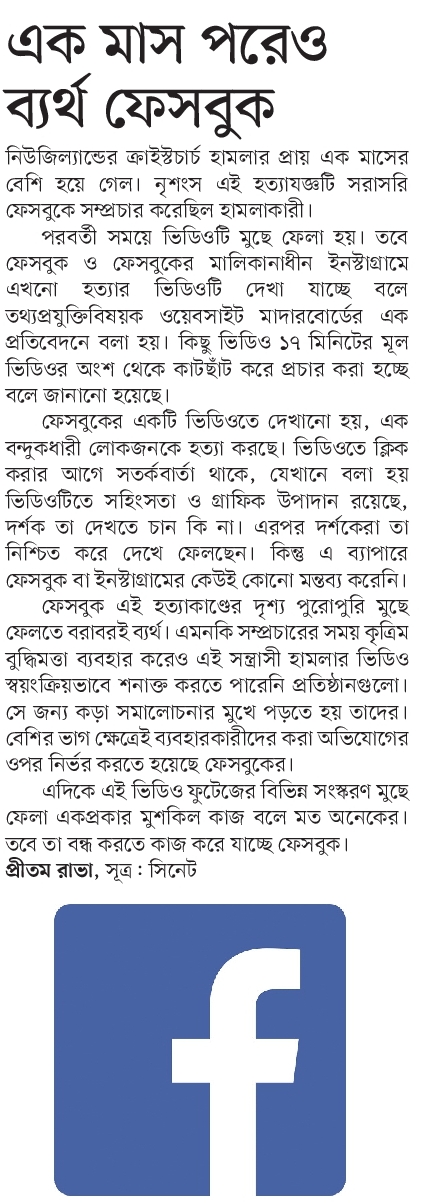 এক মাস পরেও
ব্যর্থ ফেসবুক
নিউজিল্যান্ডের ক্রাইস্টচার্চ হামলার প্রায় এক মাসের
বেশি হয়ে গেল। নৃশংস এই হত্যাযজ্ঞটি সরাসরি
ফেসবুকে সম্প্রচার করেছিল হামলাকারী।
পরবর্তী সময়ে ভিডিওটি মুছে ফেলা হয়। তবে
ফেসবুক ও ফেসবুকের মালিকানাধীন ইনস্টাগ্রামে
এখনো হত্যার ভিডিওটি দেখা যাচ্ছে বলে
তথ্যপ্রযুক্তিবিষয়ক ওয়েবসাইট মাদারবোর্ডের এক
প্রতিবেদনে বলা হয়। কিছু ভিডিও ১৭ মিনিটের মূল
ভিডিওর অংশ থেকে কাটছাঁট করে প্রচার করা হচ্ছে
বলে জানানো হয়েছে।
ফেসবুকের একটি ভিডিওতে দেখানো হয়, এক
বন্দুকধারী লোকজনকে হত্যা করছে। ভিডিওতে ক্লিক
করার আগে সতর্কবার্তা থাকে, যেখানে বলা হয়
ভিডিওটিতে সহিংসতা ও গ্রাফিক উপাদান রয়েছে,
দর্শক তা দেখতে চান কি না। এরপর দর্শকেরা তা
নিশ্চিত করে দেখে ফেলছেন। কিন্তু এ ব্যাপারে
ফেসবুক বা ইনস্টাগ্রামের কেউই কোনো মন্তব্য করেনি।
ফেসবুক এই হত্যাকাণ্ডের দৃশ্য পুরোপুরি মুছে
ফেলতে বরাবরই ব্যর্থ। এমনকি সম্প্রচারের সময় কৃত্রিম
বুদ্ধিমত্তা ব্যবহার করেও এই সন্ত্রাসী হামলার ভিডিও
স্বয়ংক্রিয়ভাবে শনাক্ত করতে পারেনি প্রতিষ্ঠানগুলো।
সে জন্য কড়া সমালোচনার মুখে পড়তে হয় তাদের।
বেশির ভাগ ক্ষেত্রেই ব্যবহারকারীদের করা অভিযোগের
ওপর নির্ভর করতে হয়েছে ফেসবুকের।
এদিকে এই ভিডিও ফুটেজের বিভিন্ন সংস্করণ মুছে
ফেলা একপ্রকার মুশকিল কাজ বলে মত অনেকের।
তবে তা বন্ধ করতে কাজ করে যাচ্ছে ফেসবুক।
প্রীতম রাভা, সূত্র : সিনেট
f